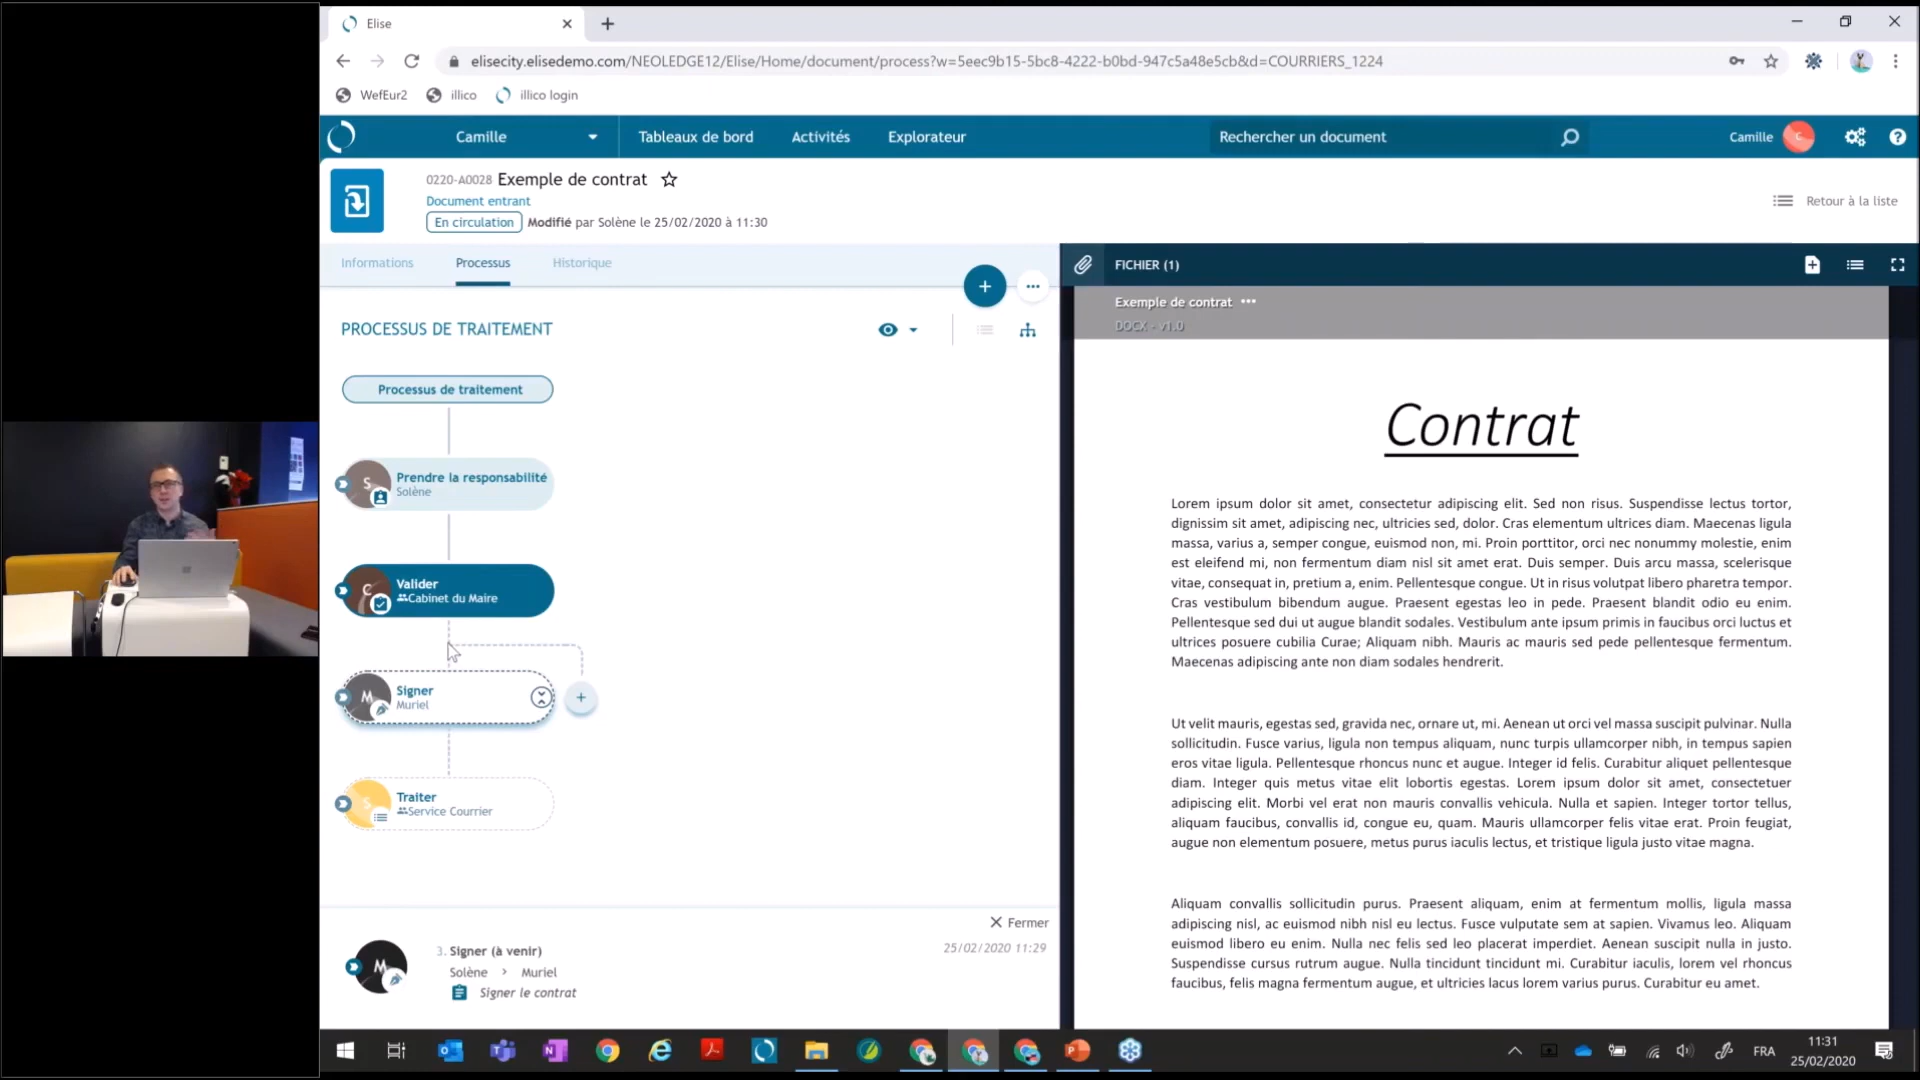 Elise
elisecity.elisedemo.com/NEOLEDGE12/Elise/Home/document/process?w=5eec9b15-5bc8-4222-b0bd-947c5a48e5cb&d=COURRIERS_1224
WefEur2 illico illico login
Camille Tableaux de bord Activités Explorateur Rechercher un document Camille C
0220-A0028 Exemple de contrat
Document entrant
Retour à la liste
En circulation Modifié par Solène le 25/02/2020 à 11:30
Informations Processus Historique
FICHIER (1)
Exemple de contrat
DOCX - v1.0
PROCESSUS DE TRAITEMENT
Processus de traitement
S
Prendre la responsabilité
Solène
C
Valider
Cabinet du Maire
M
Signer
Muriel
S
Traiter
Service Courrier
Fermer
3. Signer (à venir)
25/02/2020 11:29
M
Solène > Muriel
Signer le contrat
Contrat
Lorem ipsum dolor sit amet, consectetur adipiscing elit. Sed non risus. Suspendisse lectus tortor,
dignissim sit amet, adipiscing nec, ultricies sed, dolor. Cras elementum ultrices diam. Maecenas ligula
massa, varius a, semper congue, euismod non, mi. Proin porttitor, orci nec nonummy molestie, enim
est eleifend mi, non fermentum diam nisl sit amet erat. Duis semper. Duis arcu massa, scelerisque
vitae, consequat in, pretium a, enim. Pellentesque congue. Ut in risus volutpat libero pharetra tempor.
Cras vestibulum bibendum augue. Praesent egestas leo in pede. Praesent blandit odio eu enim.
Pellentesque sed dui ut augue blandit sodales. Vestibulum ante ipsum primis in faucibus orci luctus et
ultrices posuere cubilia Curae; Aliquam nibh. Mauris ac mauris sed pede pellentesque fermentum.
Maecenas adipiscing ante non diam sodales hendrerit.
Ut velit mauris, egestas sed, gravida nec, ornare ut, mi. Aenean ut orci vel massa suscipit pulvinar. Nulla
sollicitudin. Fusce varius, ligula non tempus aliquam, nunc turpis ullamcorper nibh, in tempus sapien
eros vitae ligula. Pellentesque rhoncus nunc et augue. Integer id felis. Curabitur aliquet pellentesque
diam. Integer quis metus vitae elit lobortis egestas. Lorem ipsum dolor sit amet, consectetuer
adipiscing elit. Morbi vel erat non mauris convallis vehicula. Nulla et sapien. Integer tortor tellus,
aliquam faucibus, convallis id, congue eu, quam. Mauris ullamcorper felis vitae erat. Proin feugiat,
augue non elementum posuere, metus purus iaculis lectus, et tristique ligula justo vitae magna.
Aliquam convallis sollicitudin purus. Praesent aliquam, enim at fermentum mollis, ligula massa
adipiscing nisl, ac euismod nibh nisl eu lectus. Fusce vulputate sem at sapien. Vivamus leo. Aliquam
euismod libero eu enim. Nulla nec felis sed leo placerat imperdiet. Aenean suscipit nulla in justo.
Suspendisse cursus rutrum augue. Nulla tincidunt tincidunt mi. Curabitur iaculis, lorem vel rhoncus
faucibus, felis magna fermentum augue, et ultricies lacus lorem varius purus. Curabitur eu amet.
FRA
11:31
25/02/2020